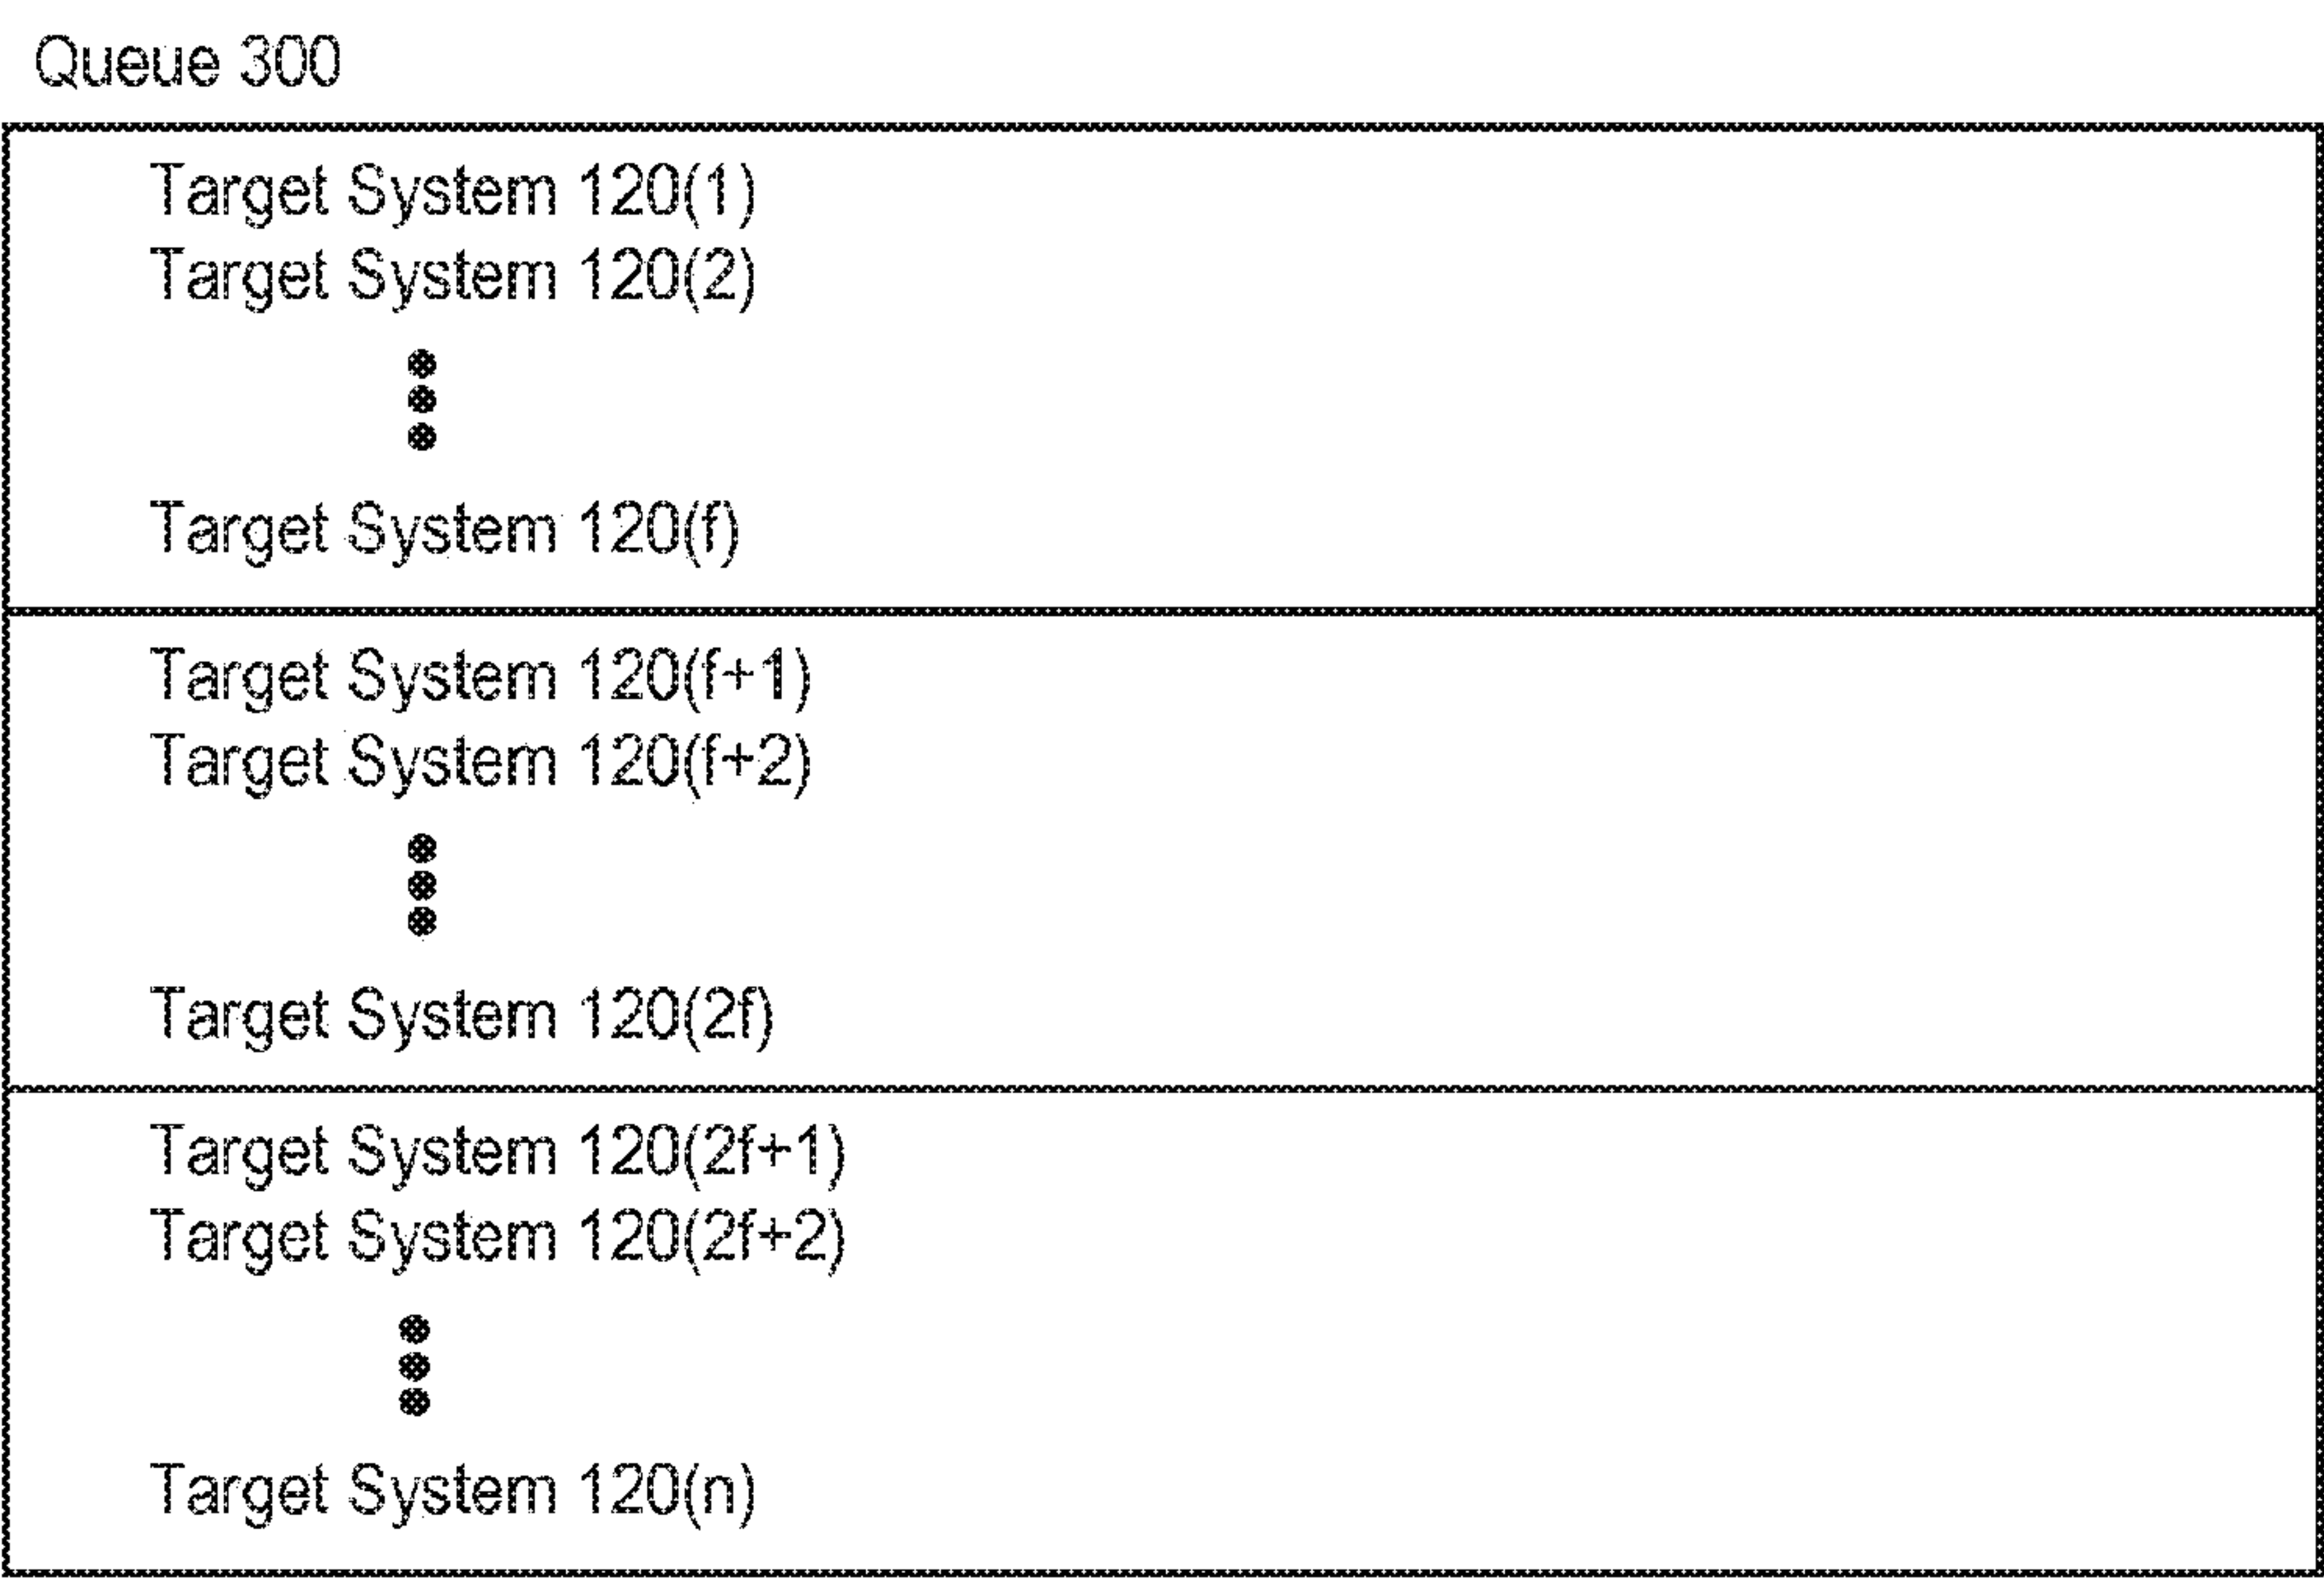 Queue 300
Target System 120(1)
Target System 120(2)
Target System 120(f)
Target System 120(f+1)
Target System 120(f+2)
Target System 120(2f)
Target System 120(2f+1)
Target System 120(2f+2)
Target System 120(n)